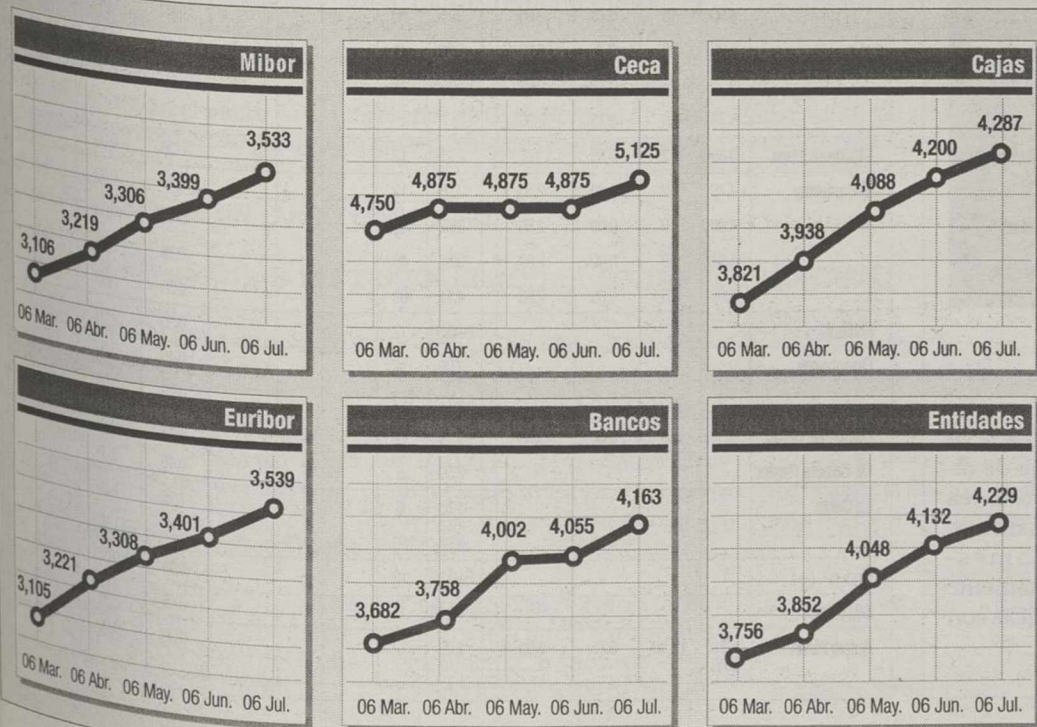 Mibor
3,533
3,399
3,306
3,219
3,106
06 Mar. 06 Abr. 06 May. 06 Jun. 06 Jul.
Ceca
5,125
4,750 4,875 4,875 4,875
06 Mar. 06 Abr. 06 May. 06 Jun. 06 Jul.
Cajas
4,287
4,200
4,088
3,938
3,821
06 Mar. 06 Abr. 06 May. 06 Jun. 06 Jul.
Euribor
3,539
3,401
3,308
3,221
3,105
06 Mar. 06 Abr. 06 May. 06 Jun. 06 Jul.
Bancos
4,163
4,002 4,055
3,758
3,682
06 Mar. 06 Abr. 06 May. 06 Jun. 06 Jul.
Entidades
4,229
4,132
4,048
3,852
3,756
06 Mar. 06 Abr. 06 May. 06 Jun. 06 Jul.